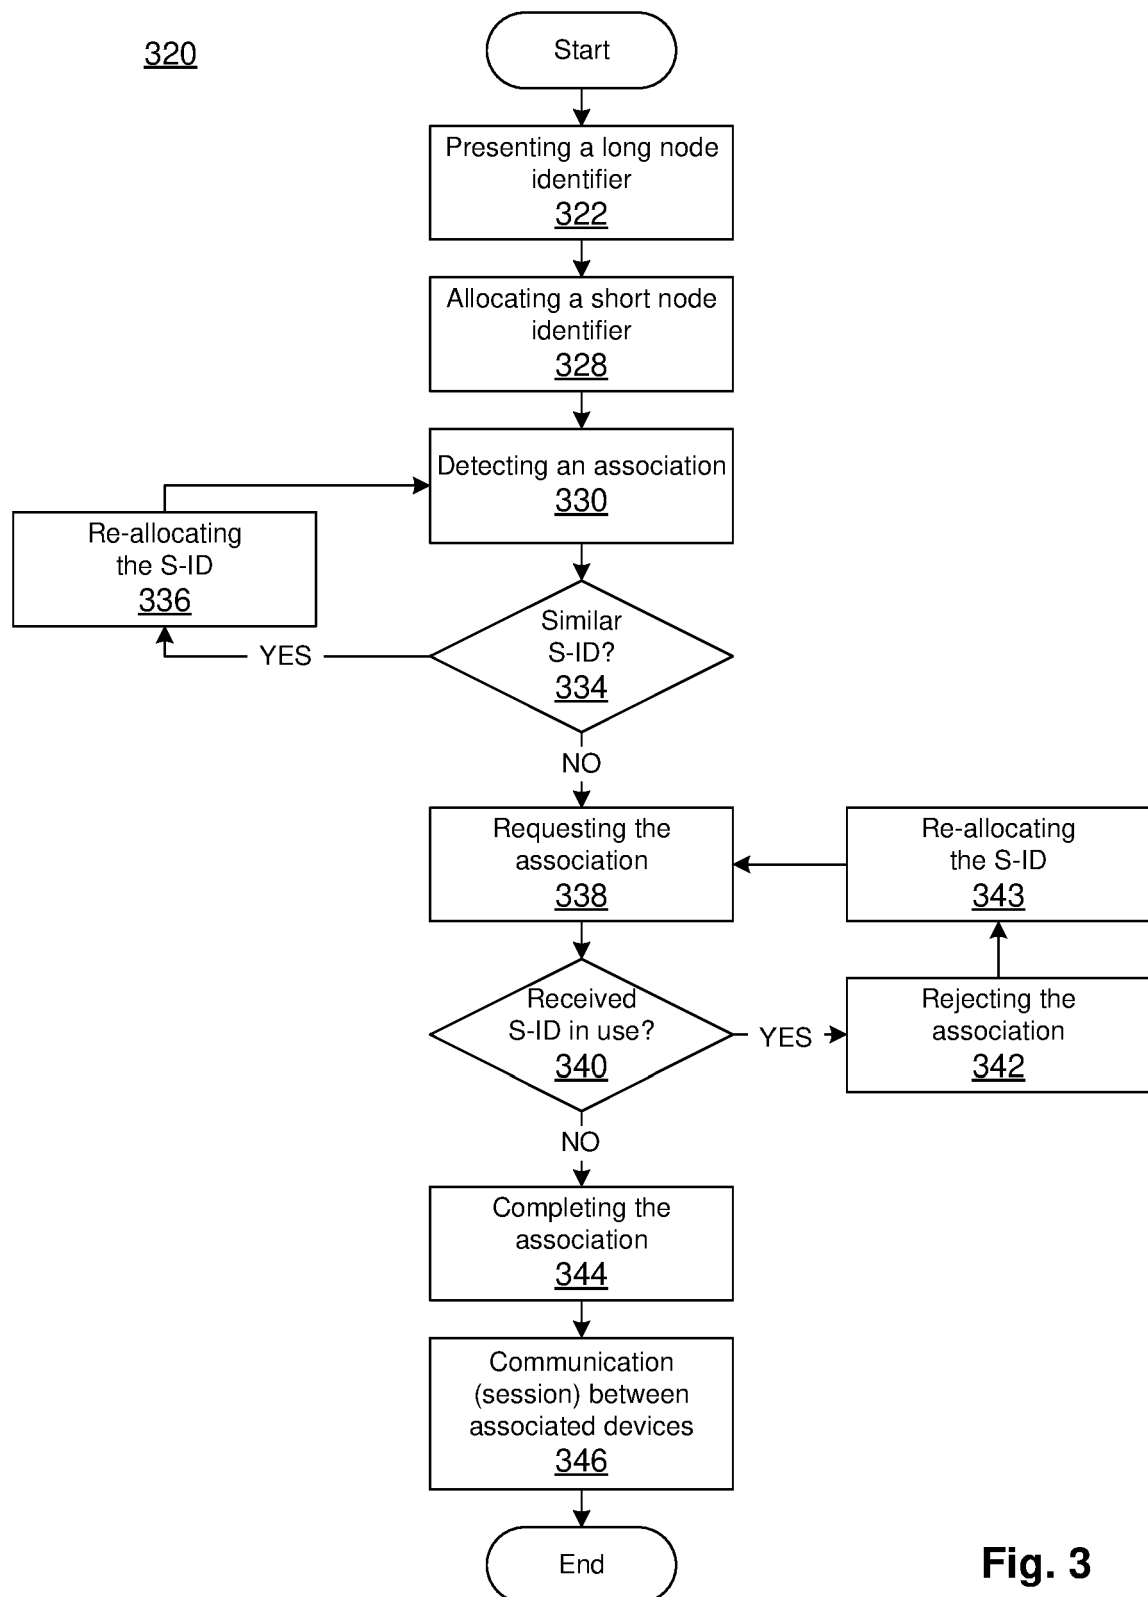 320
Start
Presenting a long node
identifier
322
Allocating a short node
identifier
328
Detecting an association
330
Re-allocating
the S-ID
336
Similar
S-ID?
334
YES
NO
Requesting the
association
338
Re-allocating
the S-ID
343
Received
S-ID in use?
340
YES
Rejecting the
association
342
NO
Completing the
association
344
Communication
(session) between
associated devices
346
End
Fig. 3